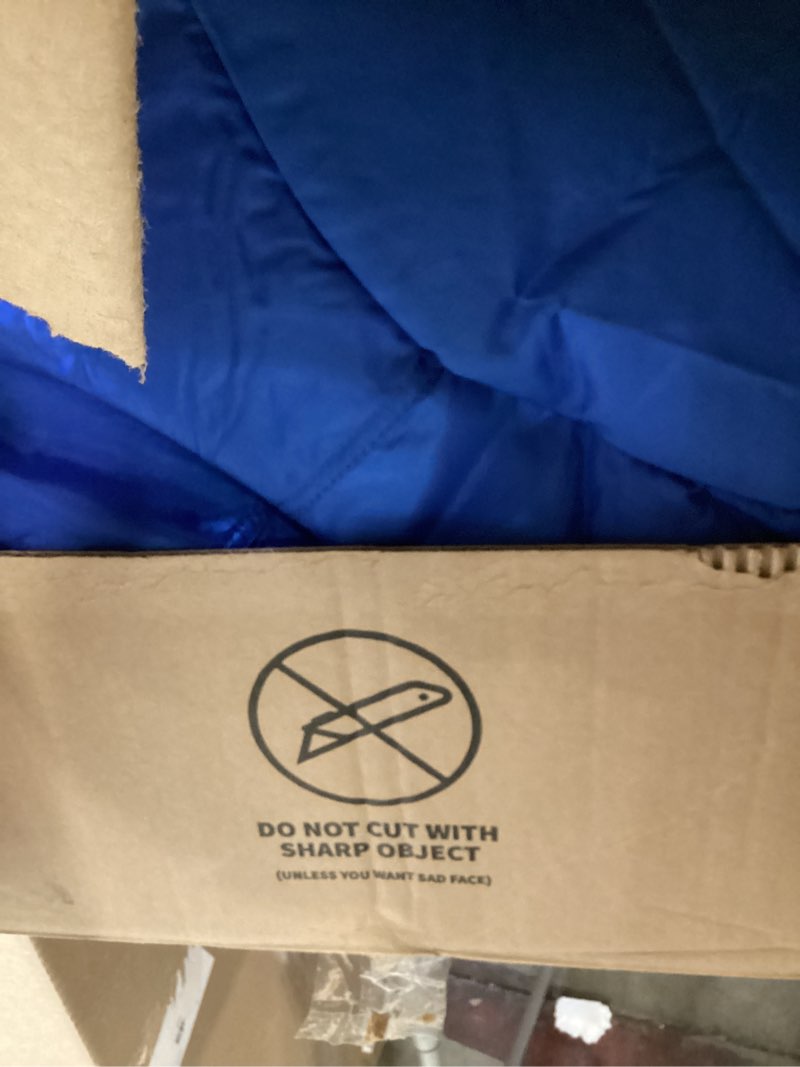 DO NOT CUT WITH
SHARP OBJECT
(UNLESS YOU WANT SAD FACE)